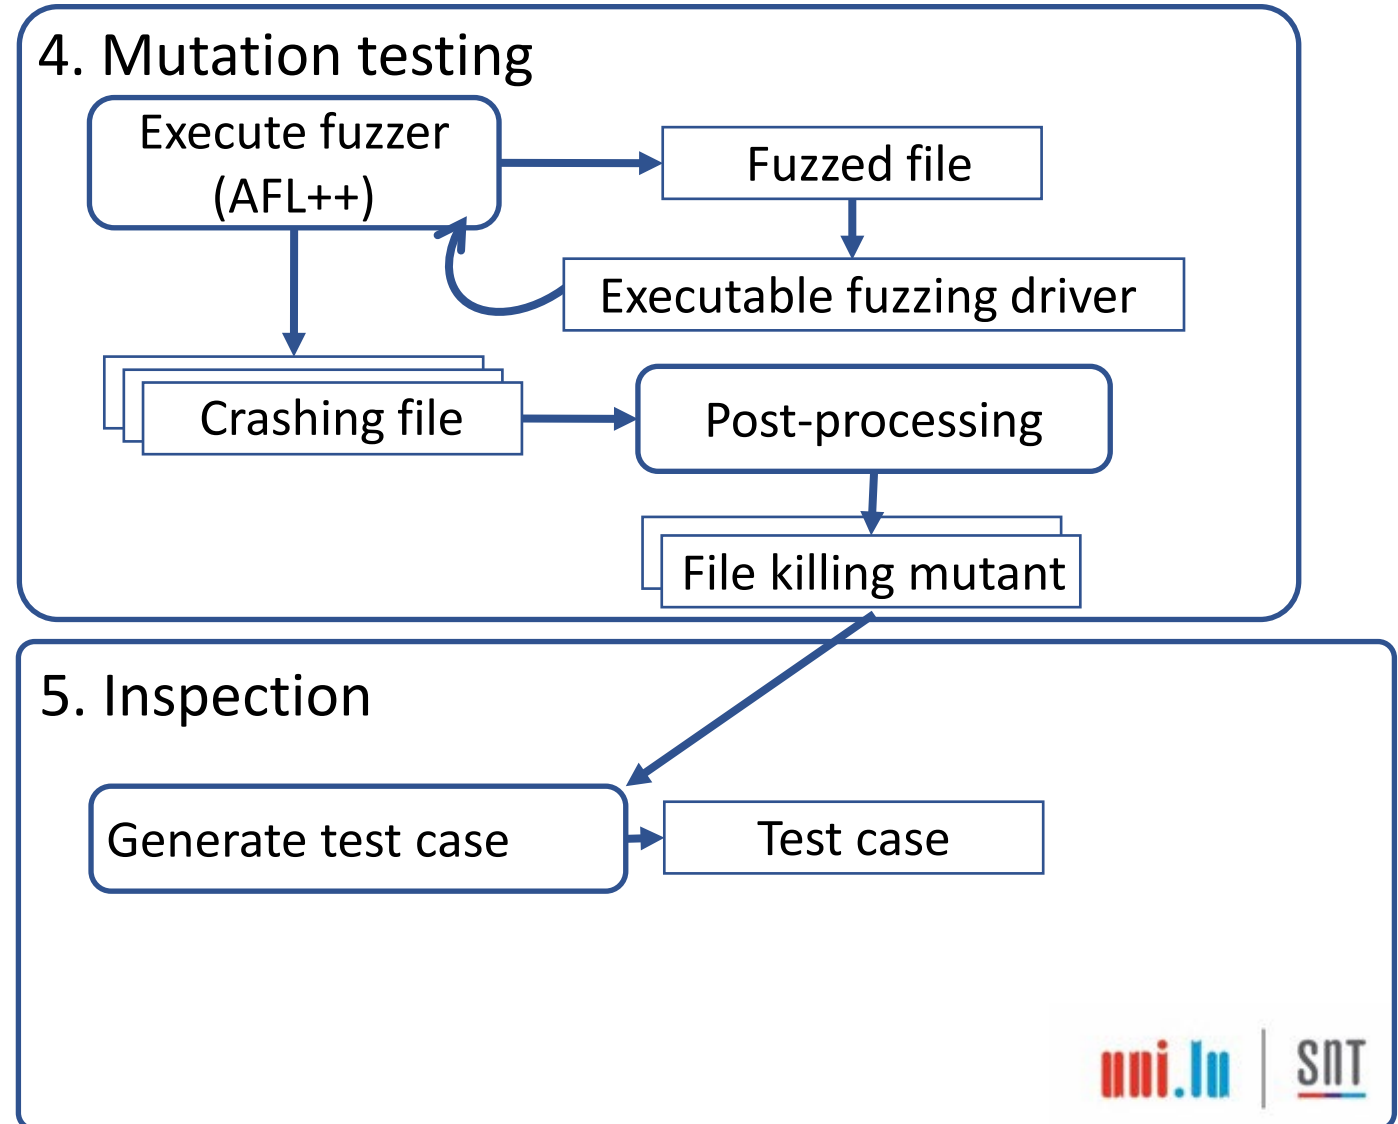 4. Mutation testing
Execute fuzzer
(AFL++)
Fuzzed file
Executable fuzzing driver
Crashing file
Post-processing
File killing mutant
5. Inspection
Generate test case
Test case
uni.lu
SNT